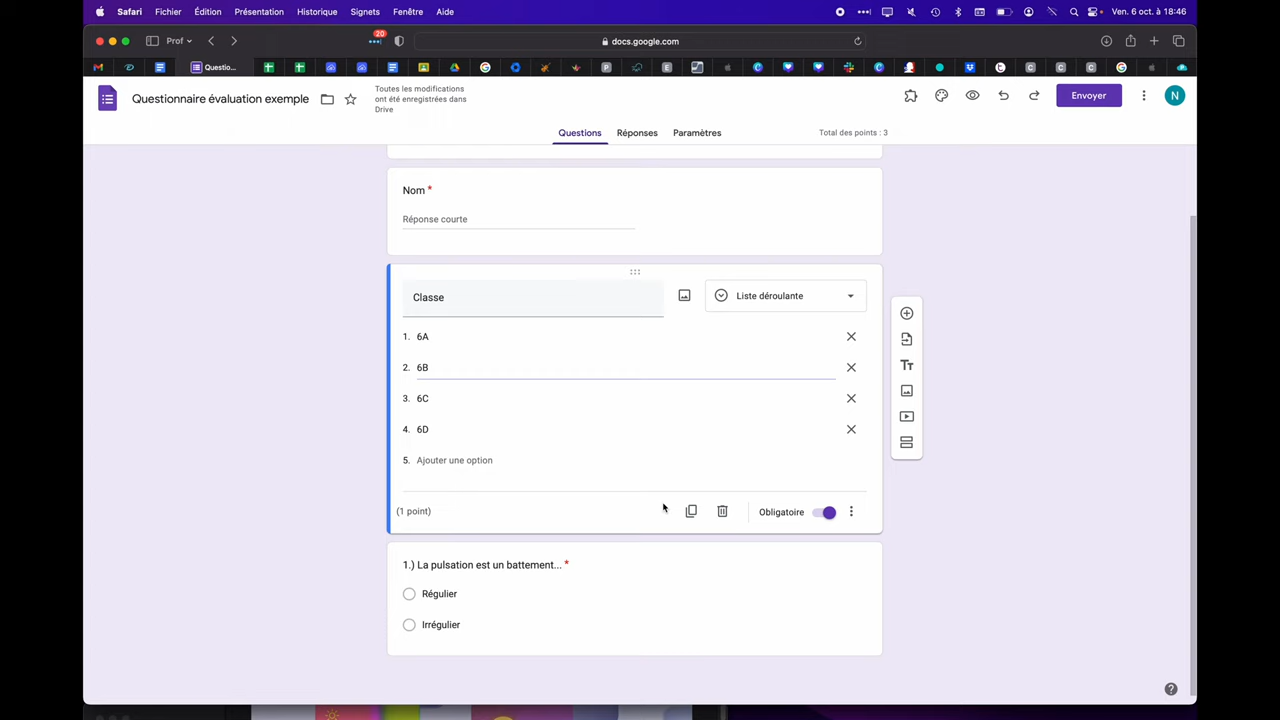 Safari Fichier Édition Présentation Historique Signets Fenêtre Aide Ven. 6 oct. à 18:46
Prof 20 docs.google.com
Questio...
Questionnaire évaluation exemple
Toutes les modifications
ont été enregistrées dans
Drive
Envoyer N
Questions Réponses Paramètres Total des points : 3
Nom *
Réponse courte
Classe Liste déroulante
1. 6A
2. 6B
3. 6C
4. 6D
5. Ajouter une option
(1 point) Obligatoire
1.) La pulsation est un battement... *
Régulier
Irrégulier